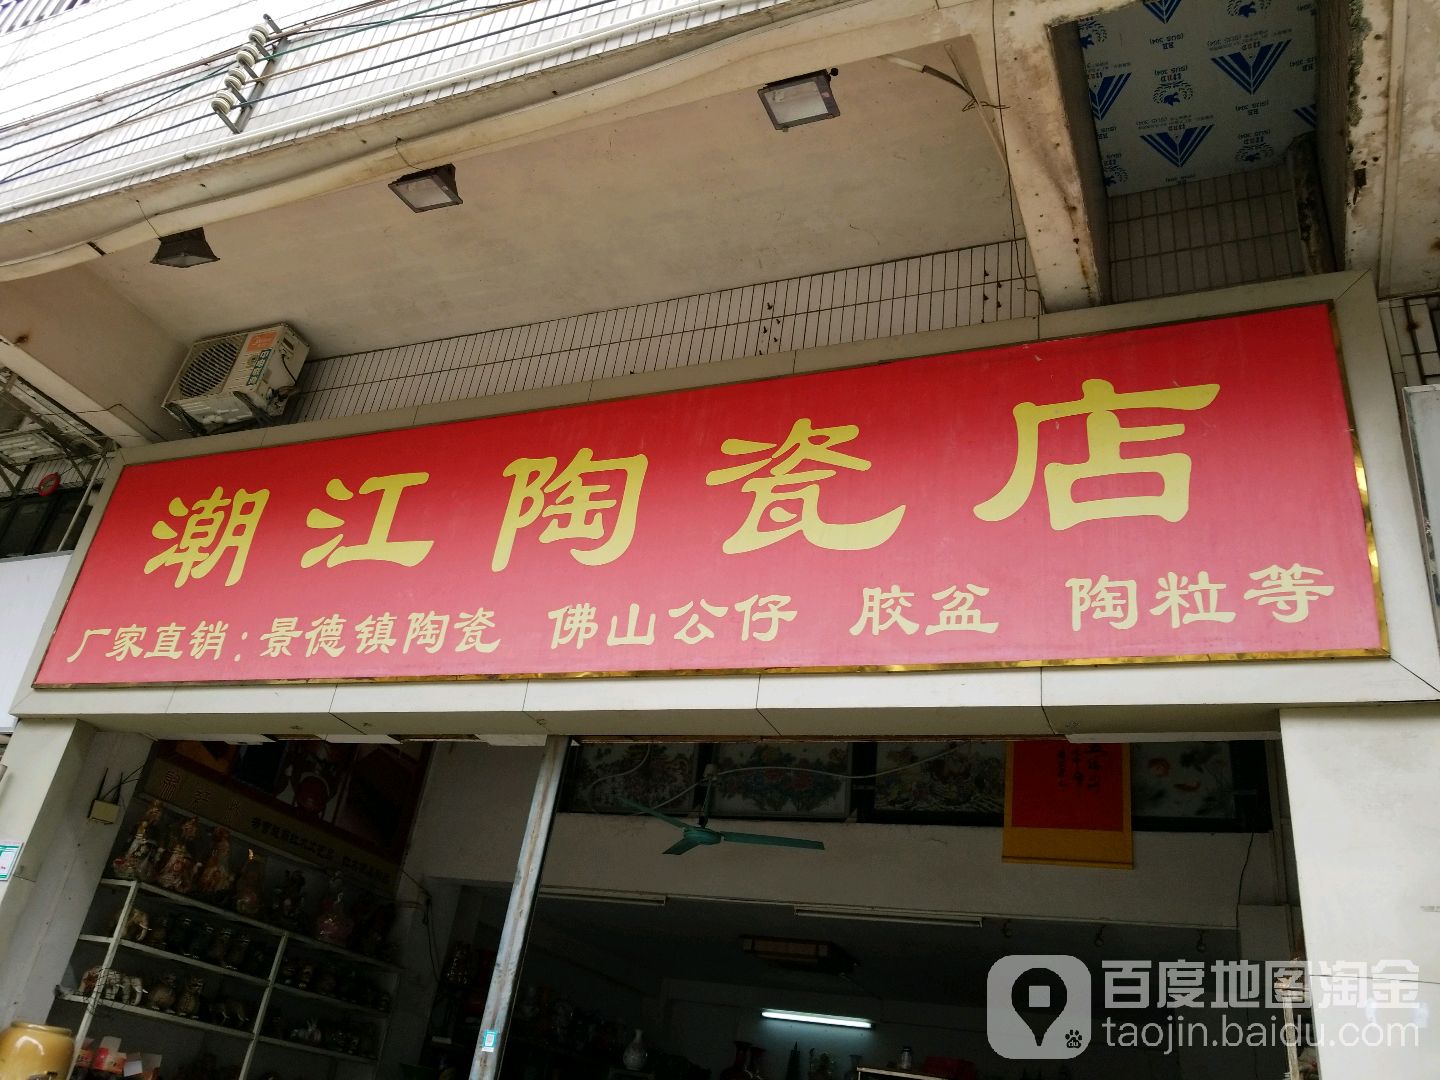 潮江陶瓷店
厂家直销：景德镇陶瓷 佛山公仔 胶盆 陶粒等
百度地图淘金
taojin.baidu.com